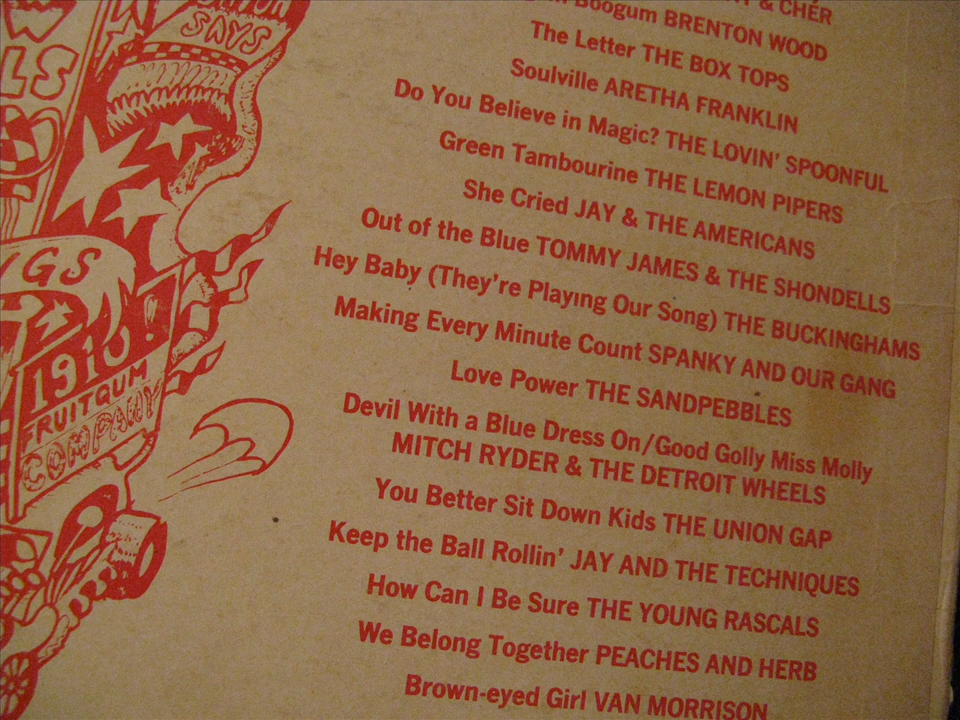 & CHÉR
Boogum BRENTON WOOD
The Letter THE BOX TOPS
Soulville ARETHA FRANKLIN
Do You Believe in Magic? THE LOVIN' SPOONFUL
Green Tambourine THE LEMON PIPERS
She Cried JAY & THE AMERICANS
Out of the Blue TOMMY JAMES & THE SHONDELLS
Hey Baby (They're Playing Our Song) THE BUCKINGHAMS
Making Every Minute Count SPANKY AND OUR GANG
Love Power THE SANDPEBBLES
Devil With a Blue Dress On/Good Golly Miss Molly
MITCH RYDER & THE DETROIT WHEELS
You Better Sit Down Kids THE UNION GAP
Keep the Ball Rollin' JAY AND THE TECHNIQUES
How Can I Be Sure THE YOUNG RASCALS
We Belong Together PEACHES AND HERB
Brown-eyed Girl VAN MORRISON
SAYS
LS
GS
1910
FRUITGUM
COMPANY